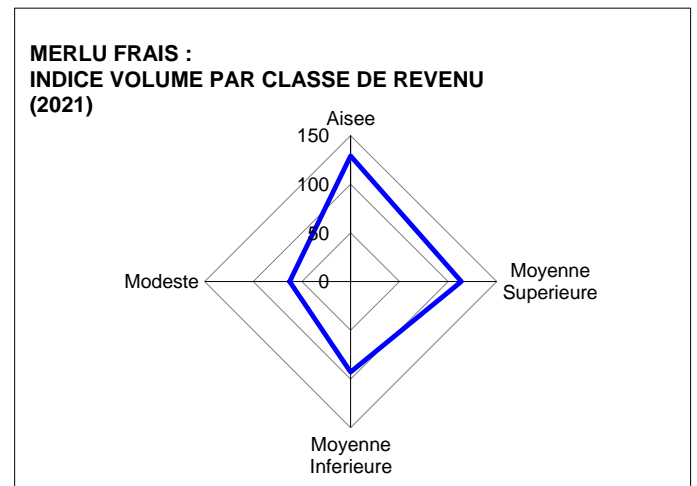 MERLU FRAIS :
INDICE VOLUME PAR CLASSE DE REVENU
(2021)
Aisee
150
100
50
0
Modeste
Moyenne
Superieure
Moyenne
Inferieure